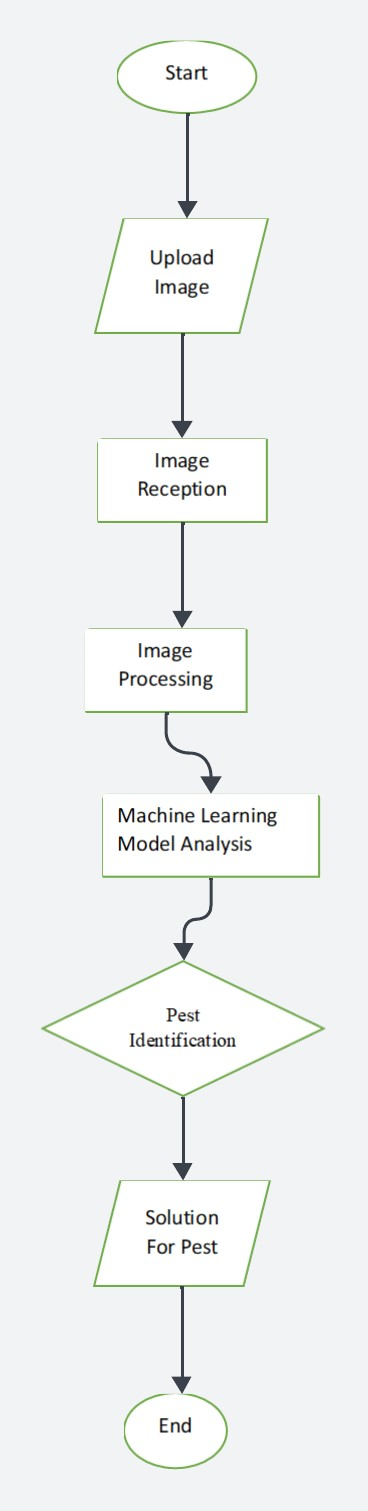 Start
Upload
Image
Image
Reception
Image
Processing
Machine Learning
Model Analysis
Pest
Identification
Solution
For Pest
End